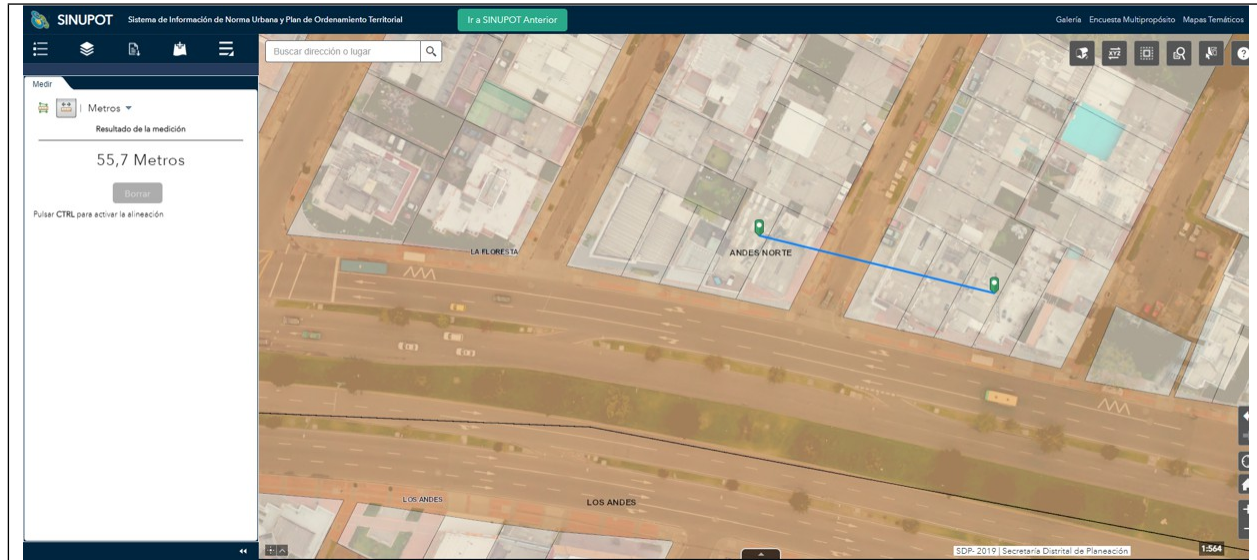 SINUPOT
Sistema de Información de Norma Urbana y Plan de Ordenamiento Territorial
Ir a SINUPOT Anterior
Galería Encuesta Multipropósito Mapas Temáticos
Buscar dirección o lugar
XYZ
?
Medir
Metros
Resultado de la medición
55,7 Metros
Borrar
Pulsar CTRL para activar la alineación
LA FLORESTA
ANDES NORTE
LOS ANDES
LOS ANDES
SDP- 2019 | Secretaría Distrital de Planeación
1:564